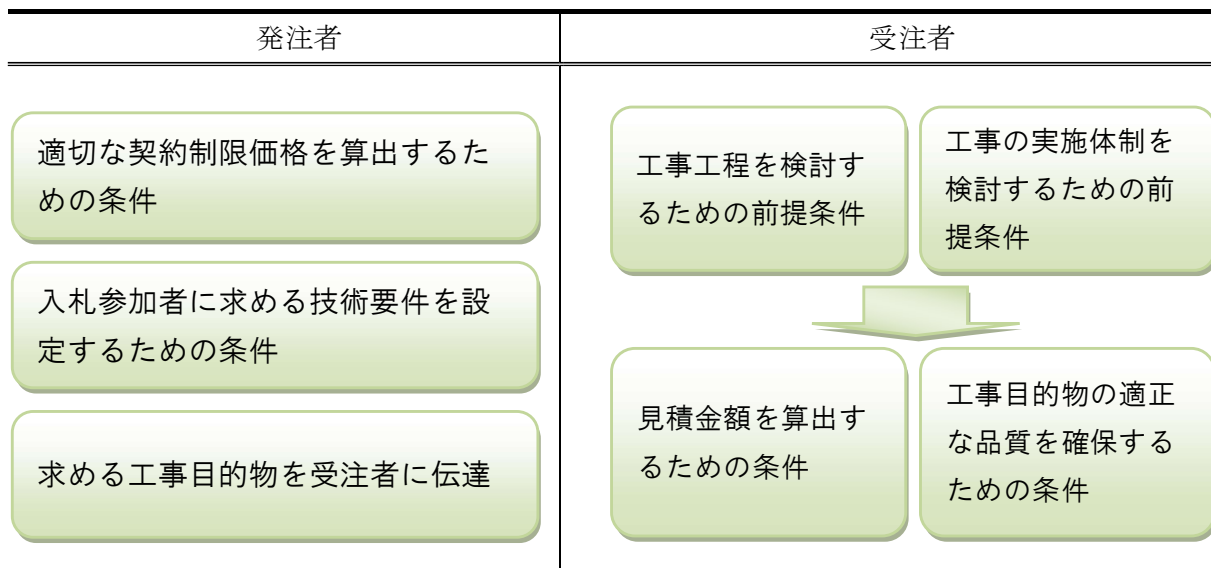 発注者
受注者
適切な契約制限価格を算出するた
めの条件
入札参加者に求める技術要件を設
定するための条件
求める工事目的物を受注者に伝達
工事工程を検討す
るための前提条件
工事の実施体制を
検討するための前
提条件
見積金額を算出す
るための条件
工事目的物の適正
な品質を確保する
ための条件